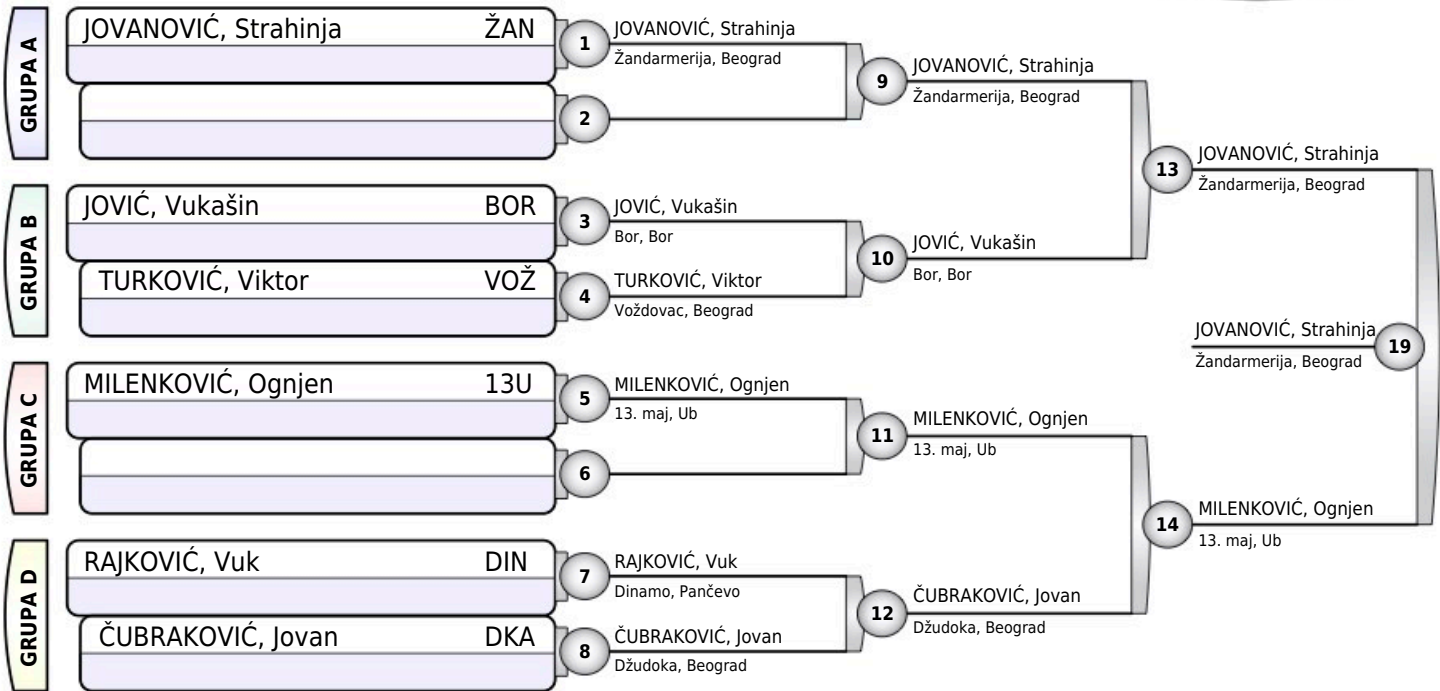 GRUPA A
JOVANOVIĆ, Strahinja ŽAN
1
JOVANOVIĆ, Strahinja
Žandarmerija, Beograd
2
9
JOVANOVIĆ, Strahinja
Žandarmerija, Beograd
GRUPA B
JOVIĆ, Vukašin BOR
3
JOVIĆ, Vukašin
Bor, Bor
TURKOVIĆ, Viktor VOŽ
4
TURKOVIĆ, Viktor
Voždovac, Beograd
10
JOVIĆ, Vukašin
Bor, Bor
13
JOVANOVIĆ, Strahinja
Žandarmerija, Beograd
GRUPA C
MILENKOVIĆ, Ognjen 13U
5
MILENKOVIĆ, Ognjen
13. maj, Ub
6
11
MILENKOVIĆ, Ognjen
13. maj, Ub
GRUPA D
RAJKOVIĆ, Vuk DIN
7
RAJKOVIĆ, Vuk
Dinamo, Pančevo
ČUBRAKOVIĆ, Jovan DKA
8
ČUBRAKOVIĆ, Jovan
Džudoka, Beograd
12
ČUBRAKOVIĆ, Jovan
Džudoka, Beograd
14
MILENKOVIĆ, Ognjen
13. maj, Ub
JOVANOVIĆ, Strahinja
Žandarmerija, Beograd
19